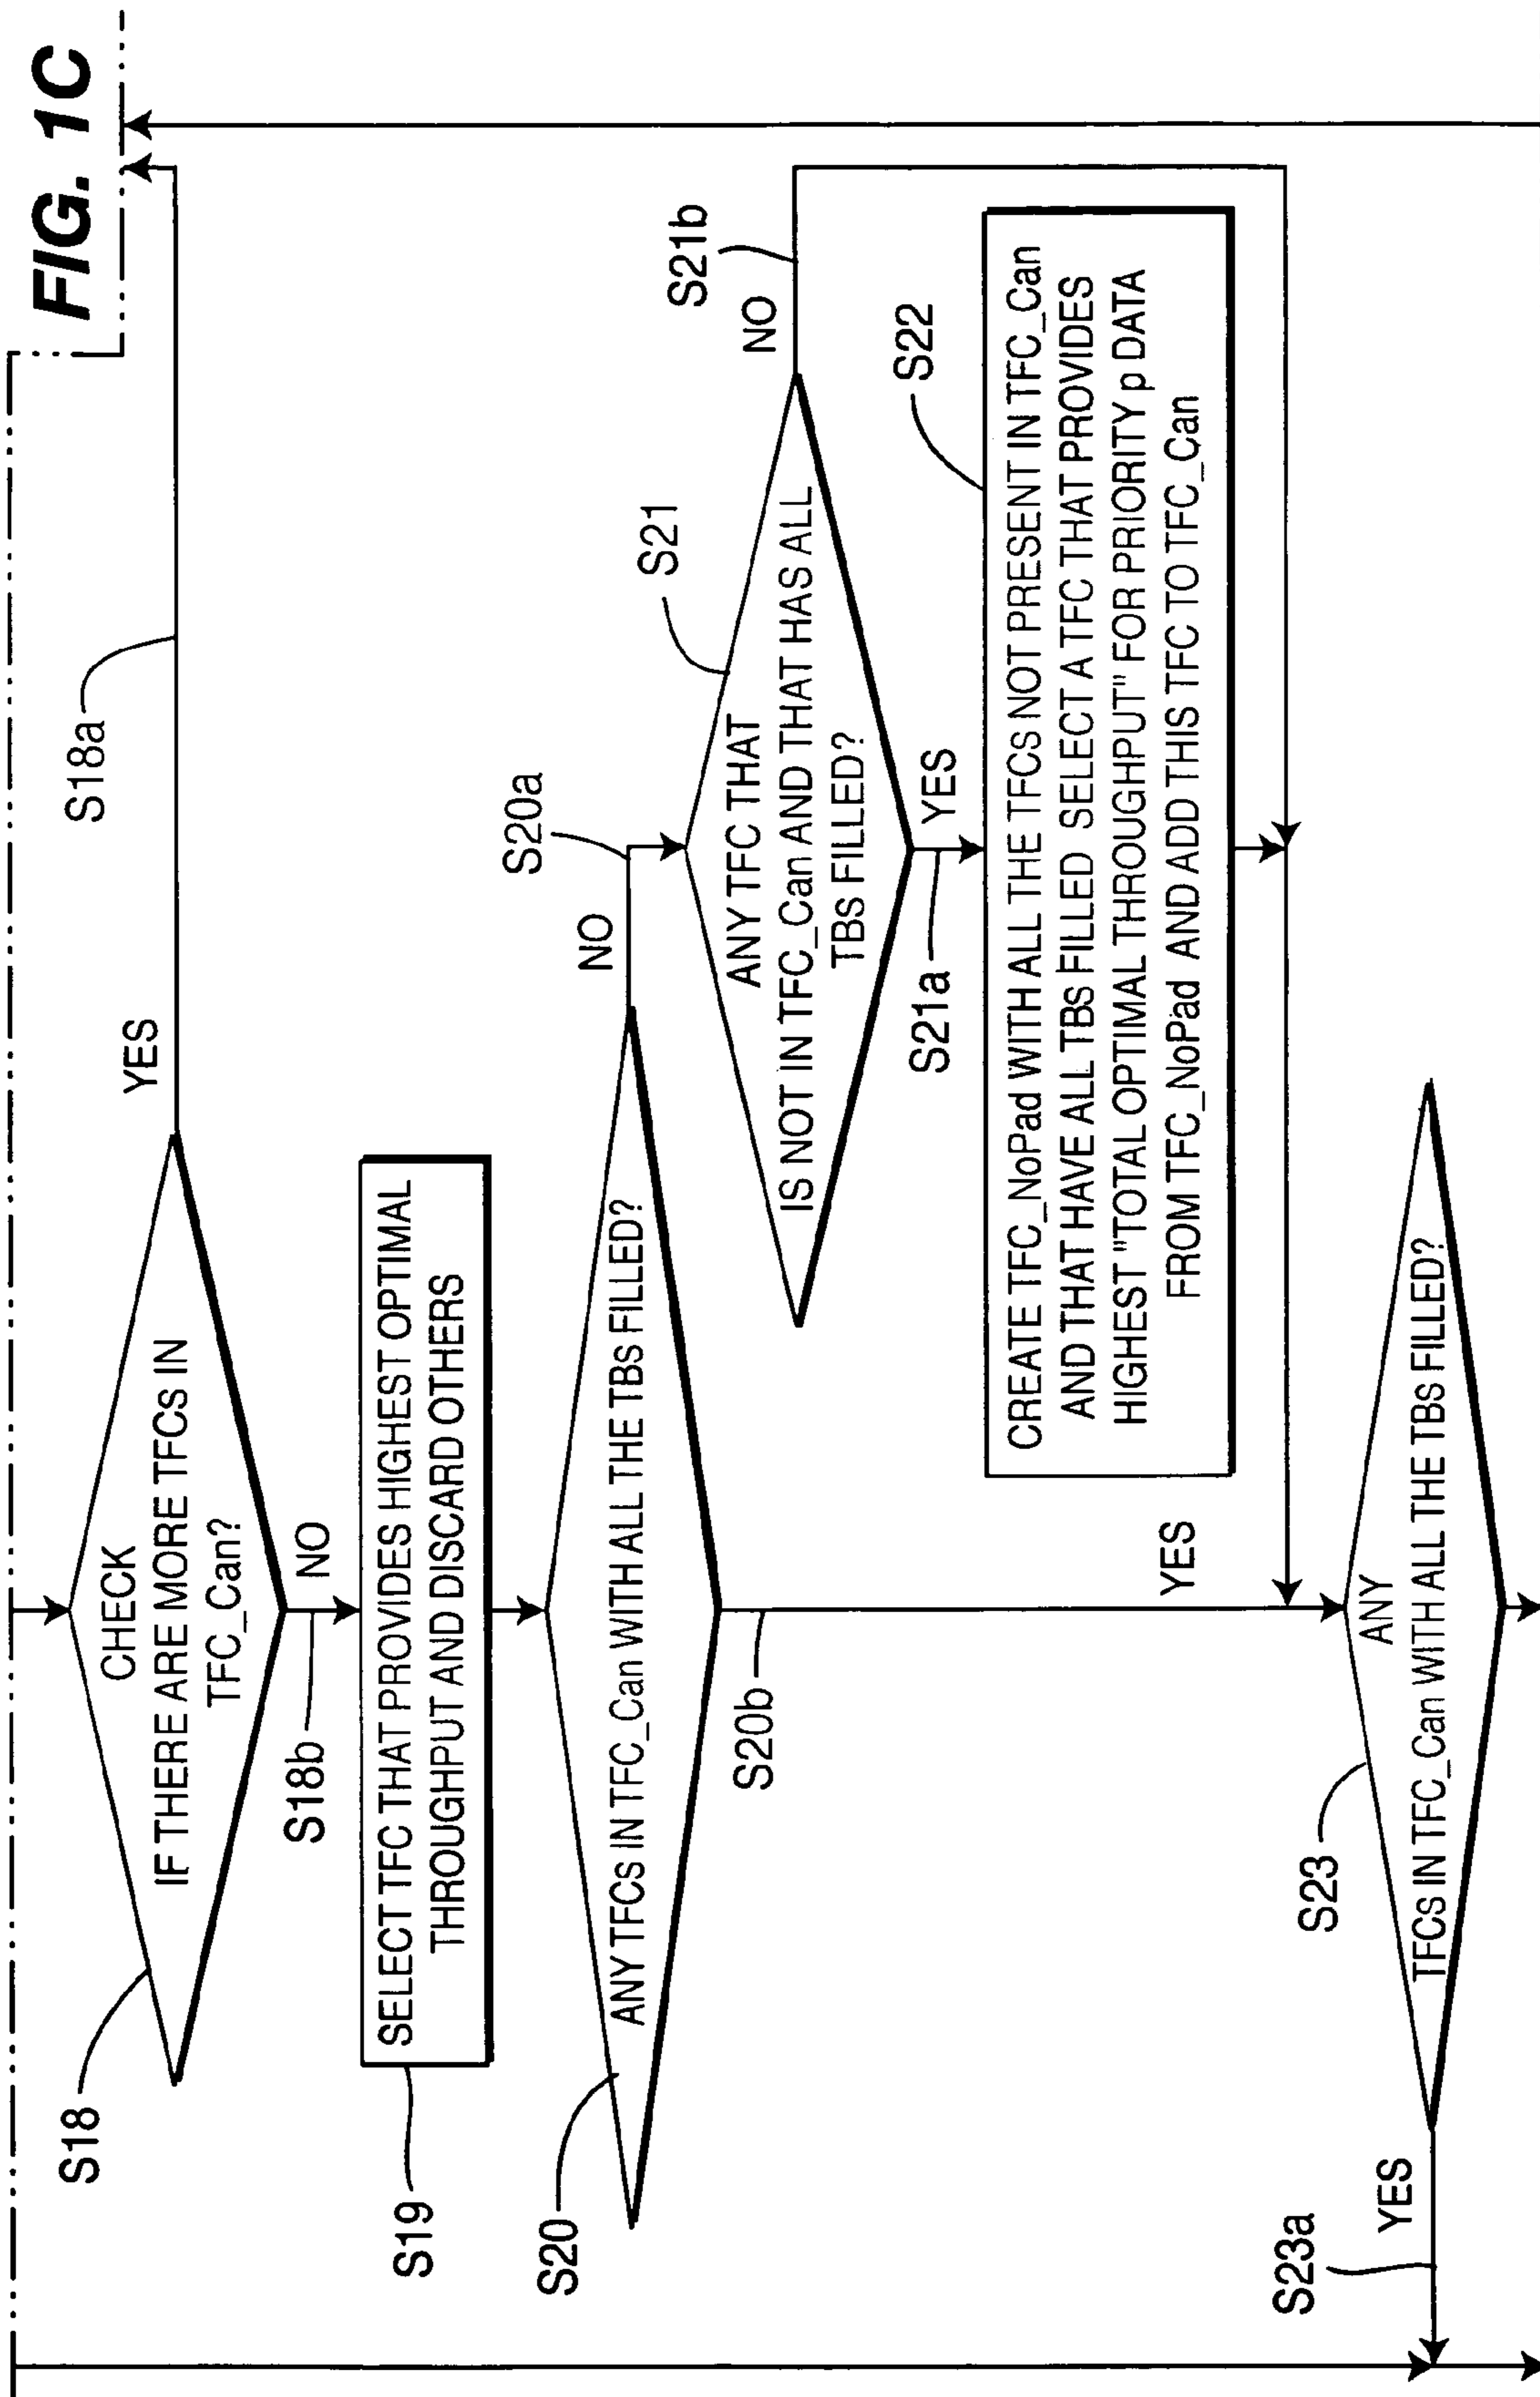 FIG. 1C
S18
CHECK
IF THERE ARE MORE TFCs IN
TFC_Can?
YES
S18a
S18b
NO
S19
SELECT TFC THAT PROVIDES HIGHEST OPTIMAL
THROUGHPUT AND DISCARD OTHERS
S20
ANY TFCs IN TFC_Can WITH ALL THE TBS FILLED?
NO
S20a
S20b
YES
S21
ANY TFC THAT
IS NOT IN TFC_Can AND THAT HAS ALL
TBs FILLED?
NO
S21b
S21a
YES
S22
CREATE TFC_NoPad WITH ALL THE TFCS NOT PRESENT IN TFC_Can
AND THAT HAVE ALL TBS FILLED SELECT A TFC THAT PROVIDES
HIGHEST "TOTAL OPTIMAL THROUGHPUT" FOR PRIORITY p DATA
FROM TFC_NoPad AND ADD THIS TFC TO TFC_Can
S23
ANY
TFCs IN TFC_Can WITH ALL THE TBS FILLED?
YES
S23a